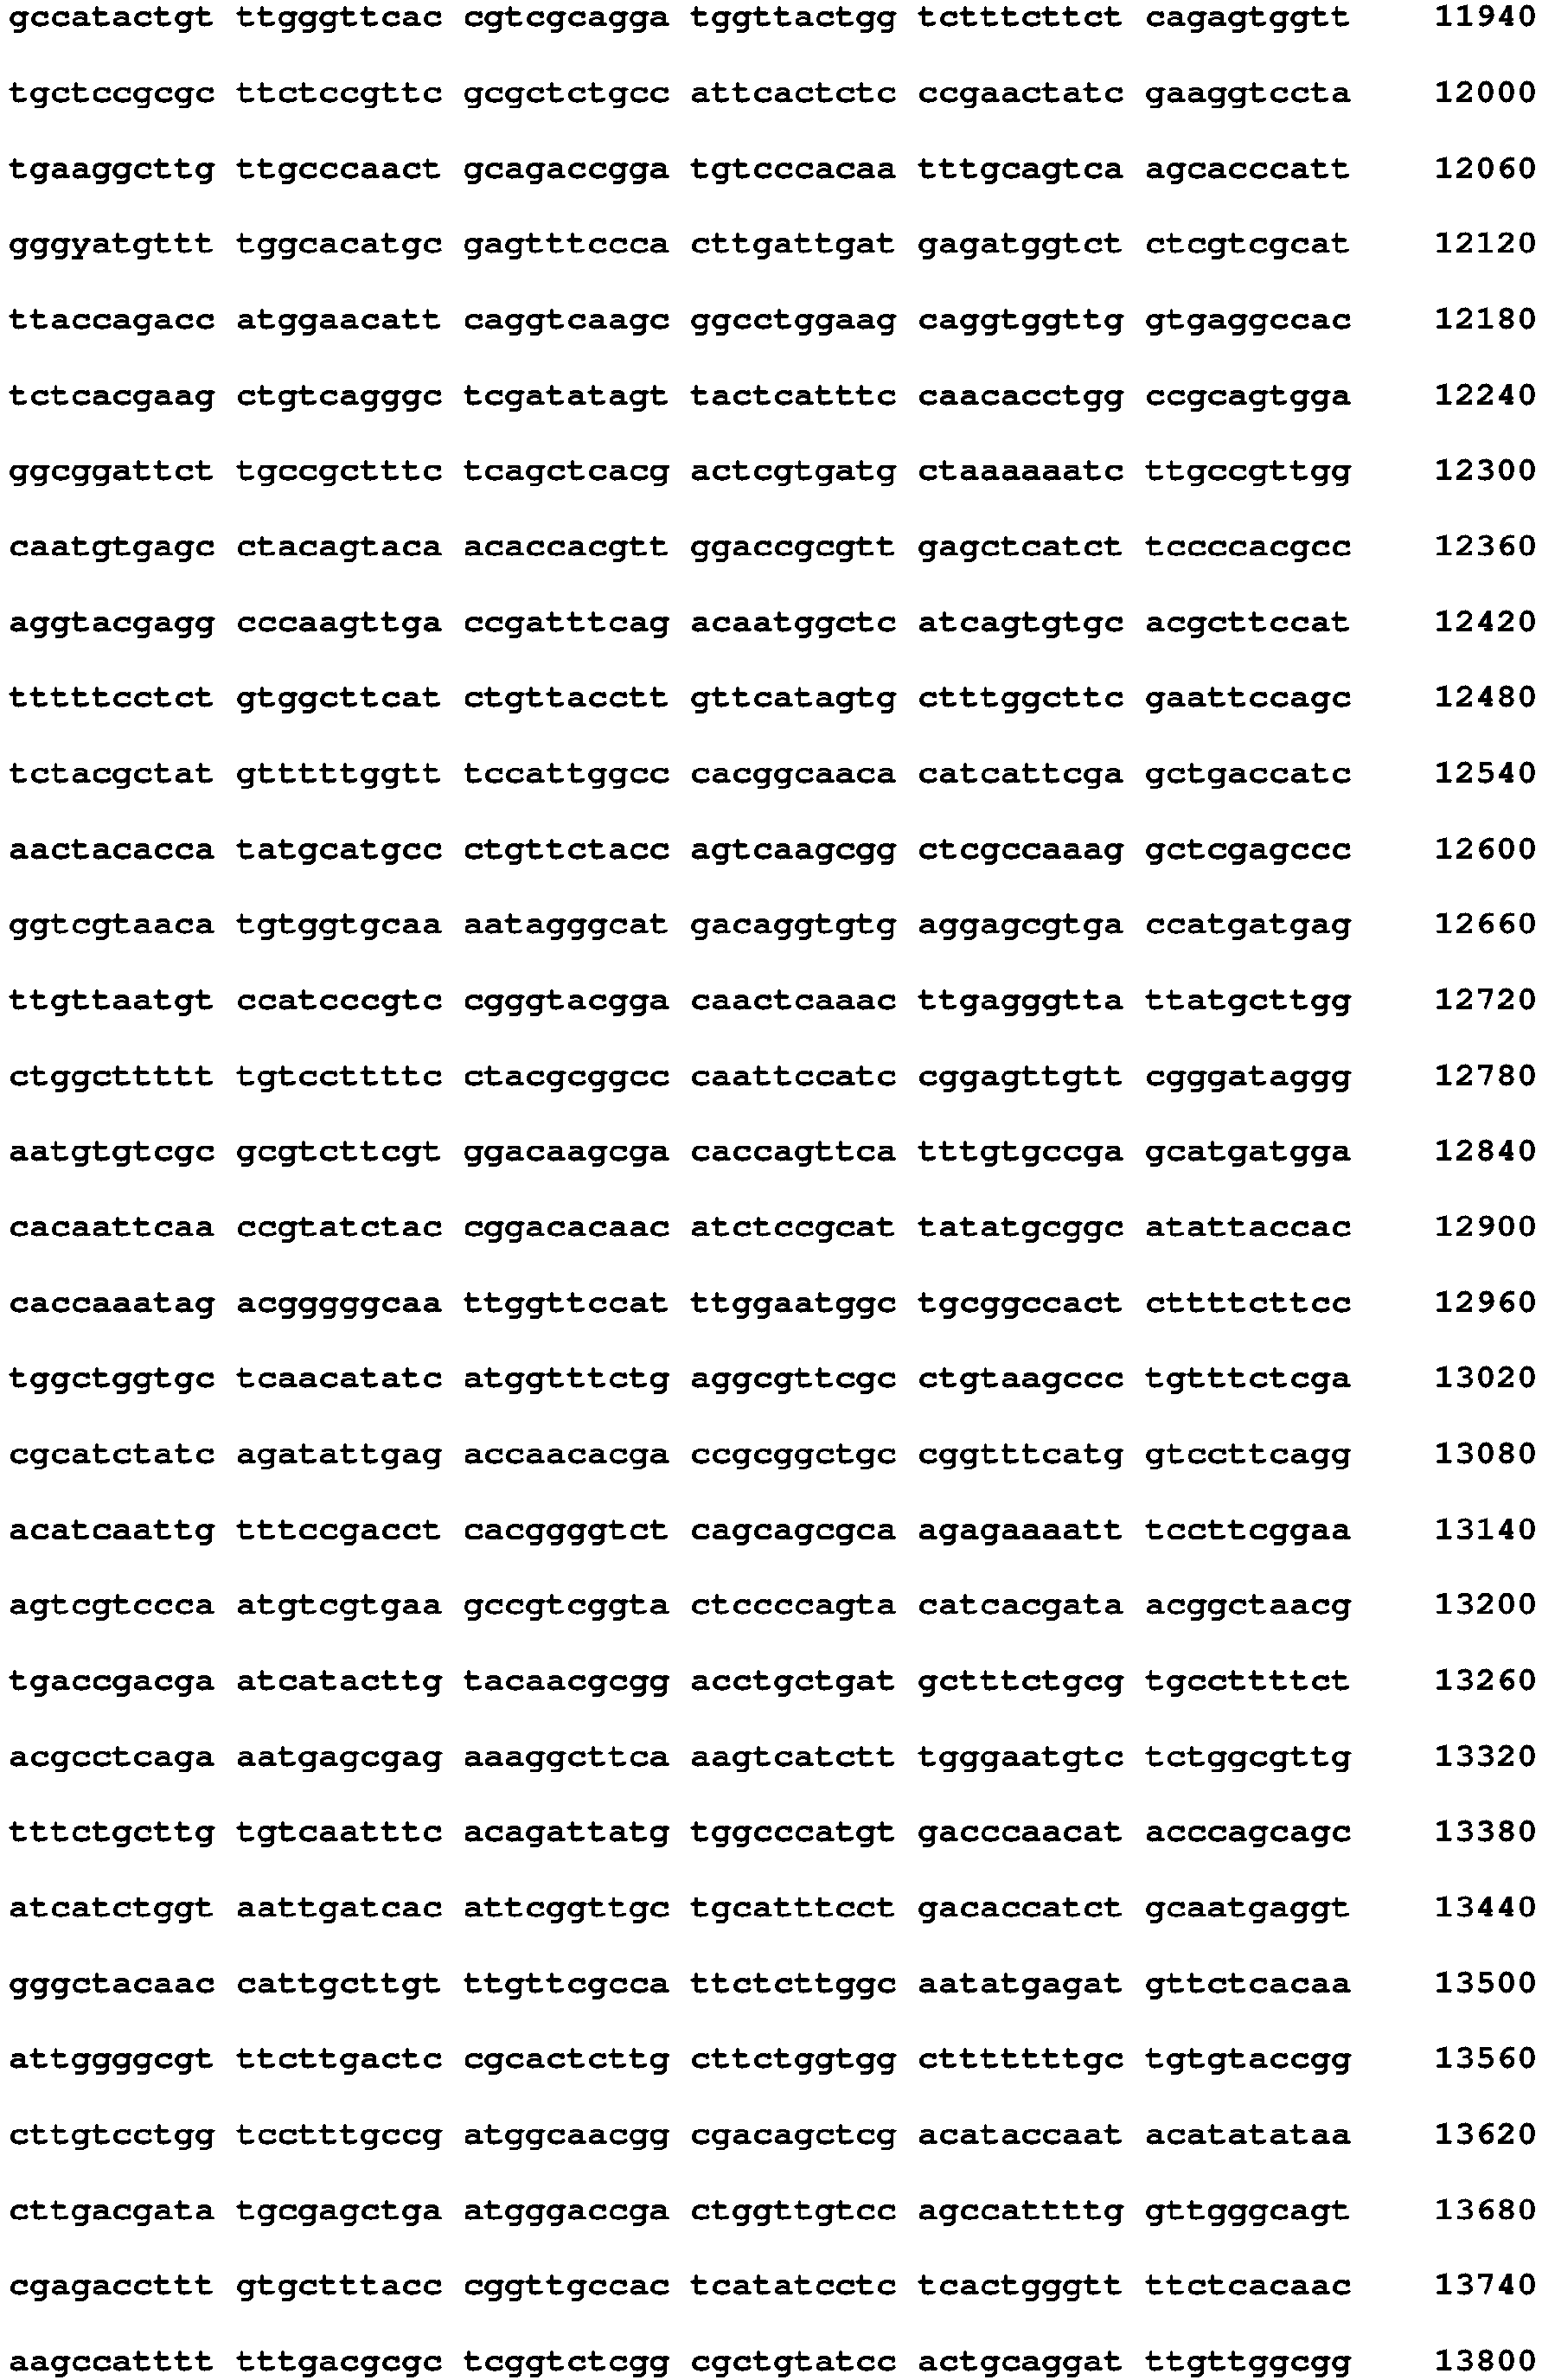 gccatactgt ttgggttcac cgtcgcagga tggttactgg tctttcttct cagagtggtt 11940
tgctccgcgc ttctccgttc gcgctctgcc attcactctc ccgaactatc gaaggtccta 12000
tgaaggcttg ttgcccaact gcagaccgga tgtcccacaa tttgcagtca agcacccatt 12060
gggyatgttt tggcacatgc gagtttccca cttgattgat gagatggtct ctcgtcgcat 12120
ttaccagacc atggaacatt caggtcaagc ggcctggaag caggtggttg gtgaggccac 12180
tctcacgaag ctgtcagggc tcgatatagt tactcatttc caacacctgg ccgcagtgga 12240
ggcggattct tgccgctttc tcagctcacg actcgtgatg ctaaaaaatc ttgccgttgg 12300
caatgtgagc ctacagtaca acaccacgtt ggaccgcgtt gagctcatct tccccacgcc 12360
aggtacgagg cccaagttga ccgatttcag acaatggctc atcagtgtgc acgcttccat 12420
tttttcctct gtggcttcat ctgttacctt gttcatagtg ctttggcttc gaattccagc 12480
tctacgctat gtttttggtt tccattggcc cacggcaaca catcattcga gctgaccatc 12540
aactacacca tatgcatgcc ctgttctacc agtcaagcgg ctcgccaaag gctcgagccc 12600
ggtcgtaaca tgtggtgcaa aatagggcat gacaggtgtg aggagcgtga ccatgatgag 12660
ttgttaatgt ccatcccgtc cgggtacgga caactcaaac ttgagggtta ttatgcttgg 12720
ctggcttttt tgtccttttc ctacgcggcc caattccatc cggagttgtt cgggataggg 12780
aatgtgtcgc gcgtcttcgt ggacaagcga caccagttca tttgtgccga gcatgatgga 12840
cacaattcaa ccgtatctac cggacacaac atctccgcat tatatgcggc atattaccac 12900
caccaaatag acgggggcaa ttggttccat ttggaatggc tgcggccact cttttcttcc 12960
tggctggtgc tcaacatatc atggtttctg aggcgttcgc ctgtaagccc tgtttctcga 13020
cgcatctatc agatattgag accaacacga ccgcggctgc cggtttcatg gtccttcagg 13080
acatcaattg tttccgacct cacggggtct cagcagcgca agagaaaatt tccttcggaa 13140
agtcgtccca atgtcgtgaa gccgtcggta ctccccagta catcacgata acggctaacg 13200
tgaccgacga atcatacttg tacaacgcgg acctgctgat gctttctgcg tgccttttct 13260
acgcctcaga aatgagcgag aaaggcttca aagtcatctt tgggaatgtc tctggcgttg 13320
tttctgcttg tgtcaatttc acagattatg tggcccatgt gacccaacat acccagcagc 13380
atcatctggt aattgatcac attcggttgc tgcatttcct gacaccatct gcaatgaggt 13440
gggctacaac cattgcttgt ttgttcgcca ttctcttggc aatatgagat gttctcacaa 13500
attggggcgt ttcttgactc cgcactcttg cttctggtgg cttttttttgc tgtgtaccgg 13560
cttgtcctgg tcctttgccg atggcaacgg cgacagctcg acataccaat acatatataa 13620
cttgacgata tgcgagctga atgggaccga ctggttgtcc agccattttg gttgggcagt 13680
cgagaccttt gtgctttacc cggttgccac tcatatcctc tcactgggtt ttctcacaac 13740
aagccatttt tttgacgcgc tcggtctcgg cgctgtatcc actgcaggat ttgttggcgg 13800